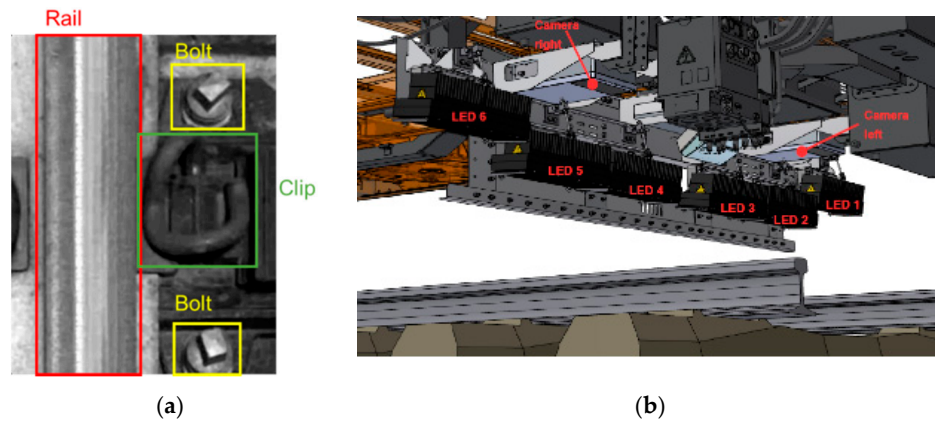 Rail
Bolt
Clip
Bolt
Camera
right
Camera
left
LED 6
LED 5
LED 4
LED 3
LED 2
LED 1
(a)
(b)